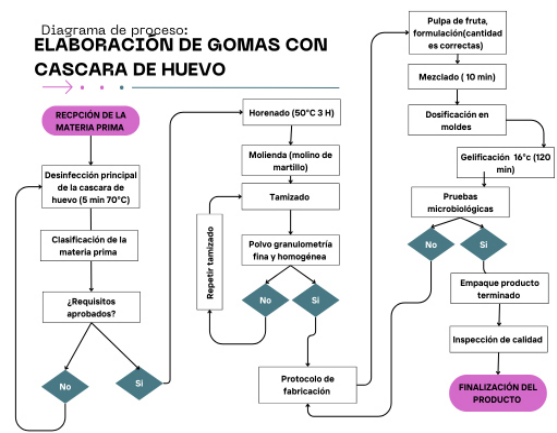 Diagrama de proceso:
ELABORACIÓN DE GOMAS CON
CASCARA DE HUEVO
RECPCIÓN DE LA
MATERIA PRIMA
Desinfección principal
de la cascara de
huevo (5 min 70°C)
Clasificación de la
materia prima
¿Requisitos
aprobados?
No
Sí
Horenado (50°C 3 H)
Molienda (molino de
martillo)
Tamizado
Repetir tamizado
Polvo granulometría
fina y homogénea
No
Sí
Protocolo de
fabricación
Pulpa de fruta,
formulación(cantidad
es correctas)
Mezclado ( 10 min)
Dosificación en
moldes
Gelificación 16°c (120
min)
Pruebas
microbiológicas
No
Sí
Empaque producto
terminado
Inspección de calidad
FINALIZACIÓN DEL
PRODUCTO